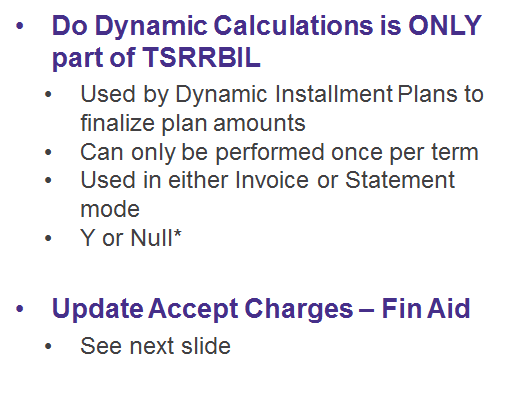 • Do Dynamic Calculations is ONLY
part of TSRRBIL
• Used by Dynamic Installment Plans to
finalize plan amounts
• Can only be performed once per term
• Used in either Invoice or Statement
mode
• Y or Null*
• Update Accept Charges – Fin Aid
• See next slide